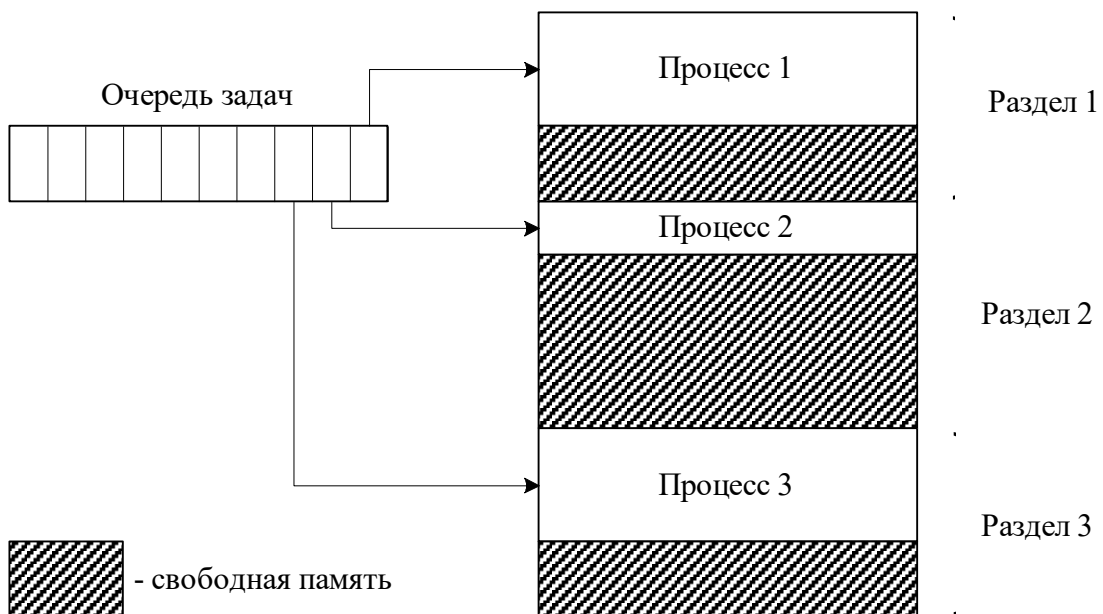 Процесс 1
Очередь задач
Раздел 1
Процесс 2
Раздел 2
Процесс 3
Раздел 3
- свободная память